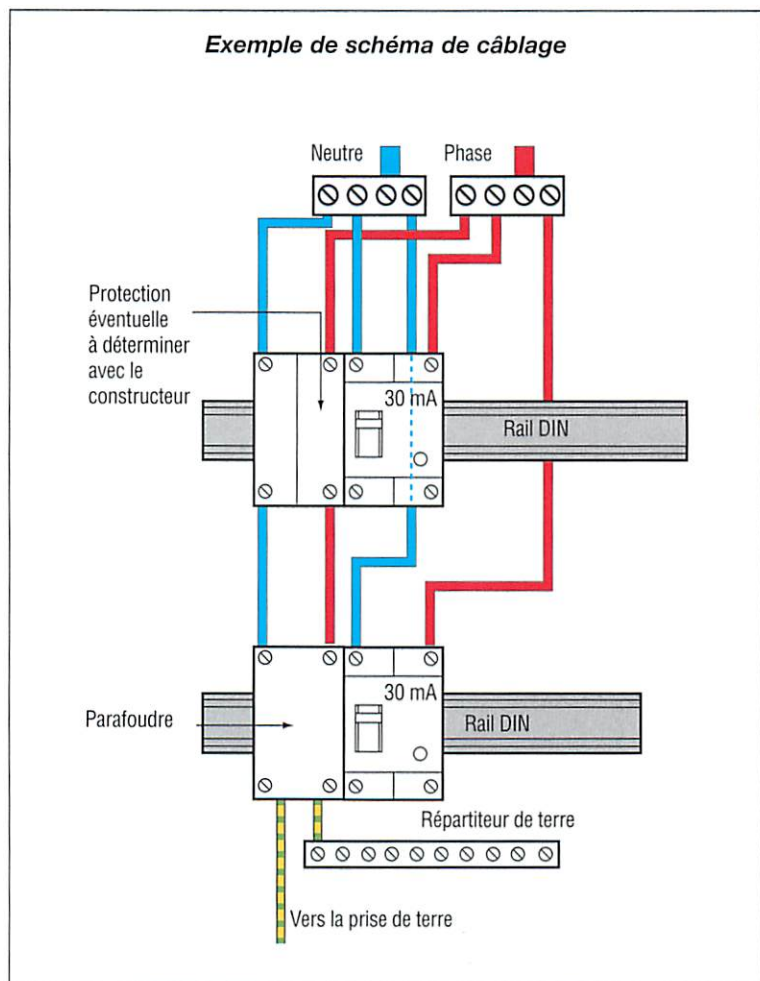 Exemple de schéma de câblage
Neutre
Phase
Protection
éventuelle
à déterminer
avec le
constructeur
30 mA
Rail DIN
30 mA
Parafoudre
Rail DIN
Répartiteur de terre
Vers la prise de terre